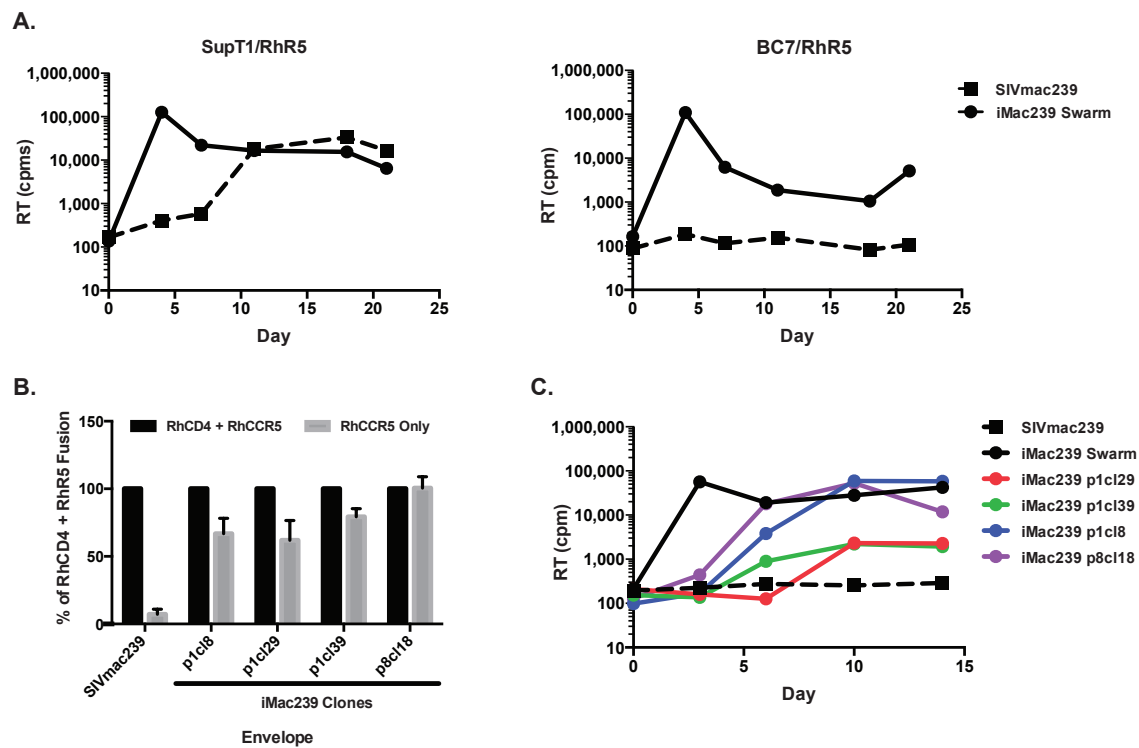 A.
SupT1/RhR5
1,000,000
100,000
10,000
1,000
100
10
RT (cpms)
0 5 10 15 20 25
Day
BC7/RhR5
1,000,000
100,000
10,000
1,000
100
10
RT (cpm)
0 5 10 15 20 25
Day
SIVmac239
iMac239 Swarm
B.
150
100
50
0
% of RhCD4 + RhR5 Fusion
RhCD4 + RhCCR5
RhCCR5 Only
SIVmac239
p1cl8
p1cl29
p1cl39
p8cl18
iMac239 Clones
Envelope
C.
1,000,000
100,000
10,000
1,000
100
10
RT (cpm)
0 5 10 15
Day
SIVmac239
iMac239 Swarm
iMac239 p1cl29
iMac239 p1cl39
iMac239 p1cl8
iMac239 p8cl18